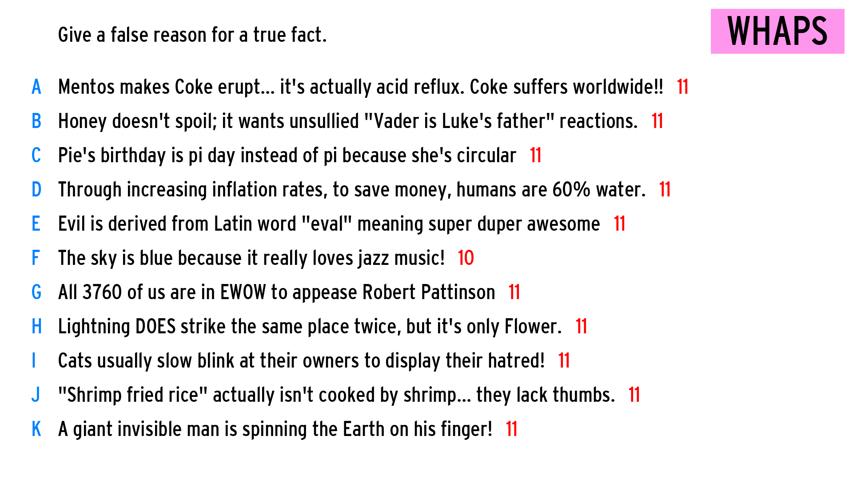 Give a false reason for a true fact.
WHAPS
A Mentos makes Coke erupt... it's actually acid reflux. Coke suffers worldwide!! 11
B Honey doesn't spoil; it wants unsullied "Vader is Luke's father" reactions. 11
C Pie's birthday is pi day instead of pi because she's circular 11
D Through increasing inflation rates, to save money, humans are 60% water. 11
E Evil is derived from Latin word "eval" meaning super duper awesome 11
F The sky is blue because it really loves jazz music! 10
G All 3760 of us are in EWOW to appease Robert Pattinson 11
H Lightning DOES strike the same place twice, but it's only Flower. 11
I Cats usually slow blink at their owners to display their hatred! 11
J "Shrimp fried rice" actually isn't cooked by shrimp... they lack thumbs. 11
K A giant invisible man is spinning the Earth on his finger! 11